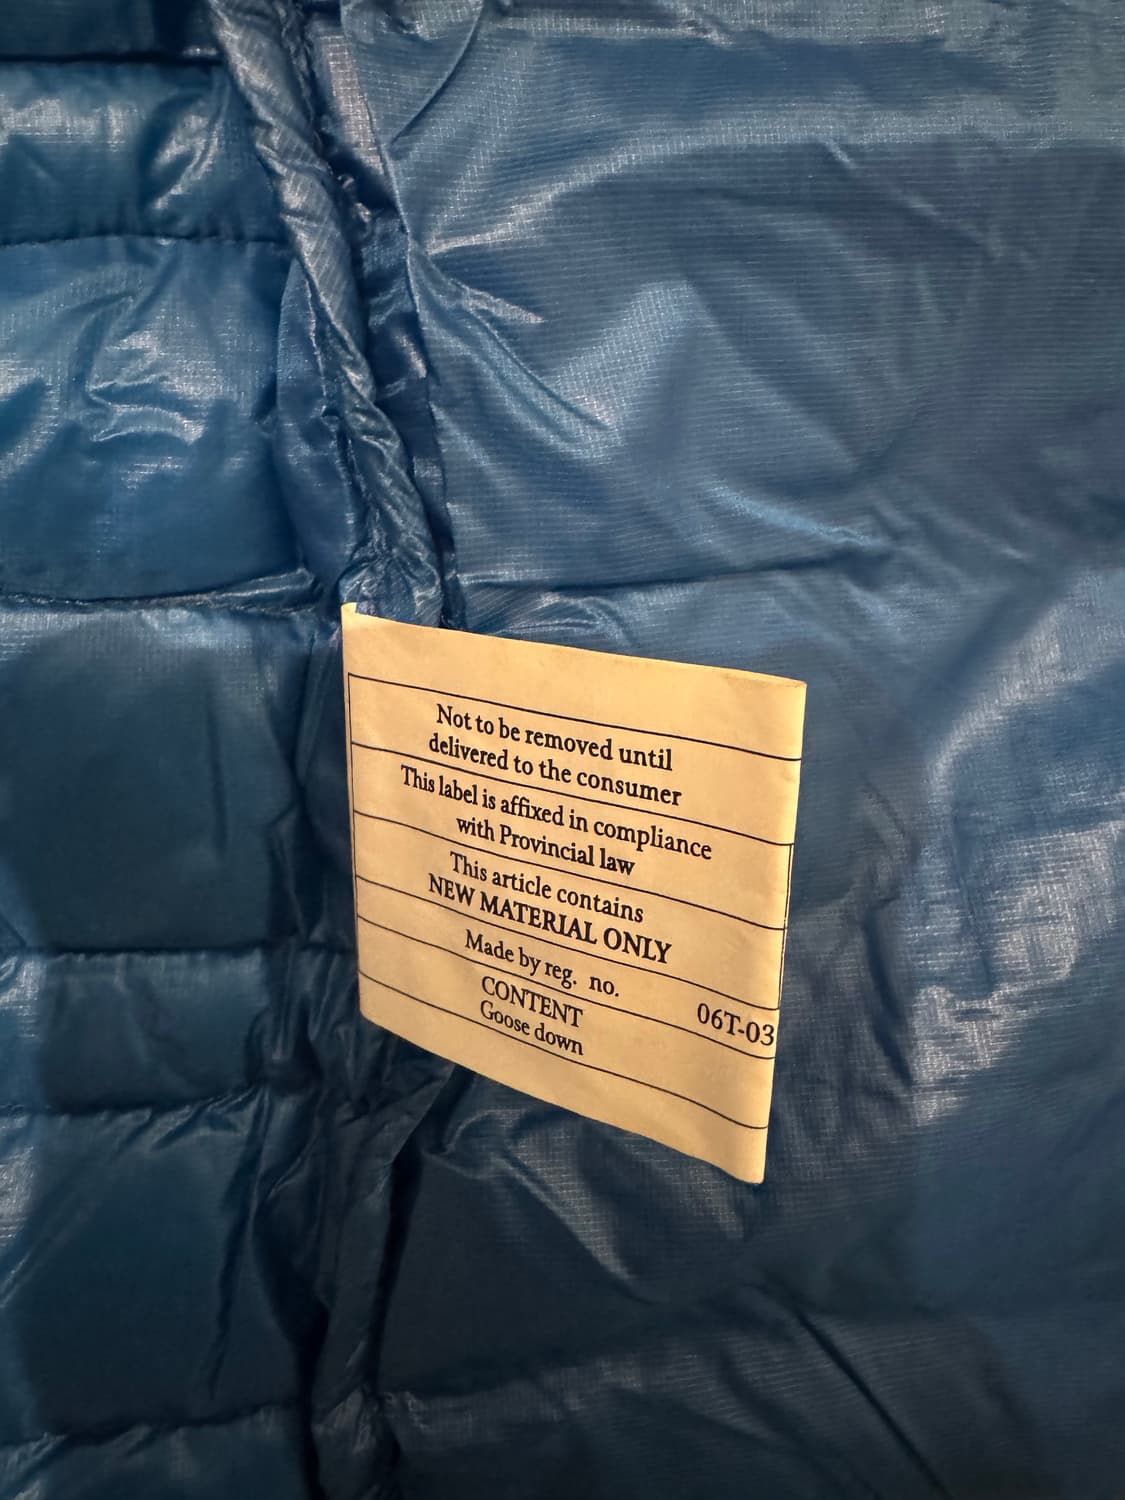 Not to be removed until
delivered to the consumer
This label is affixed in compliance
with Provincial law
This article contains
NEW MATERIAL ONLY
Made by reg. no.
06T-03
CONTENT
Goose down